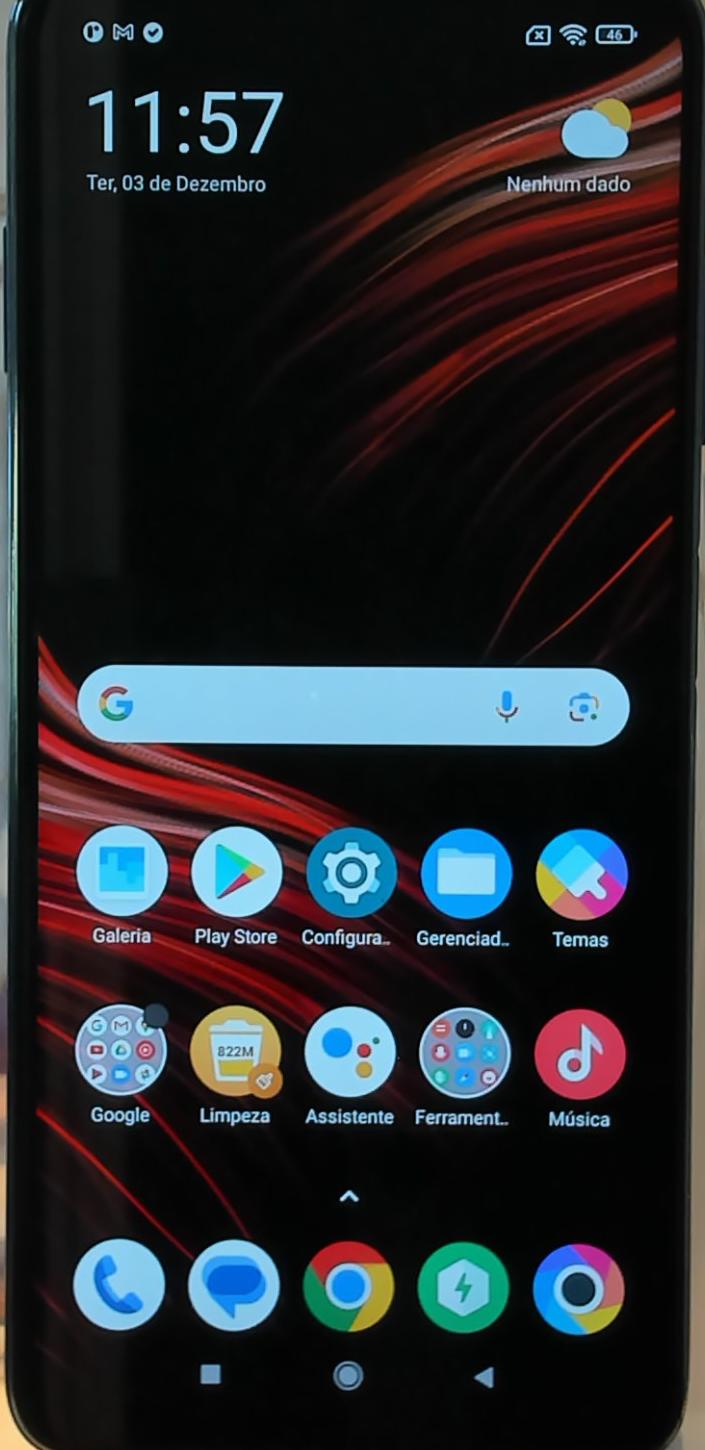 46
11:57
Ter, 03 de Dezembro
Nenhum dado
Galeria
Play Store
Configura..
Gerenciad..
Temas
822M
Google
Limpeza
Assistente
Ferrament..
Música